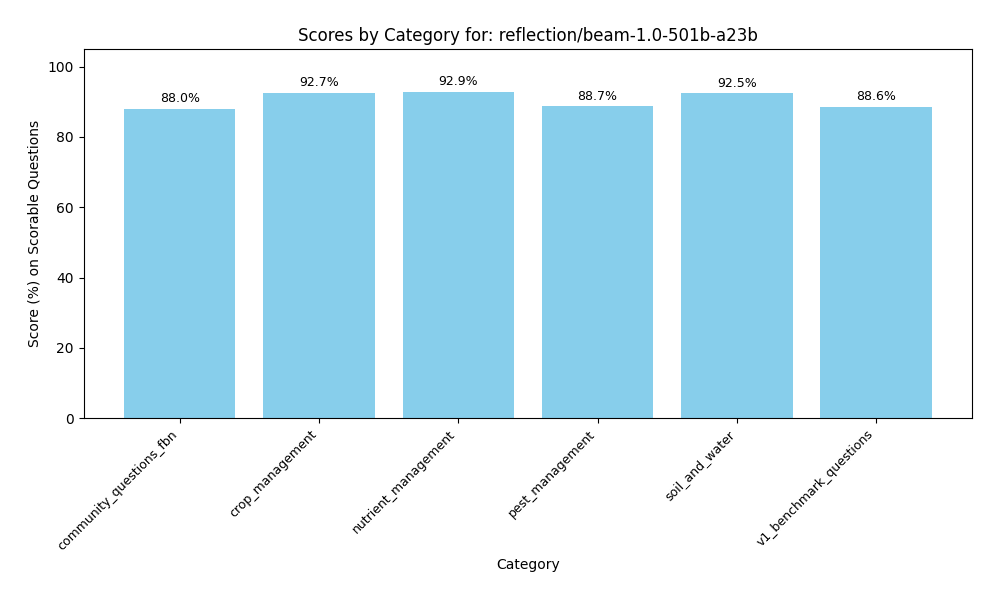 Scores by Category for: reflection/beam-1.0-501b-a23b
Score (%) on Scorable Questions
100
80
60
40
20
0
88.0%
92.7%
92.9%
88.7%
92.5%
88.6%
community_questions_fbn
crop_management
nutrient_management
pest_management
soil_and_water
v1_benchmark_questions
Category